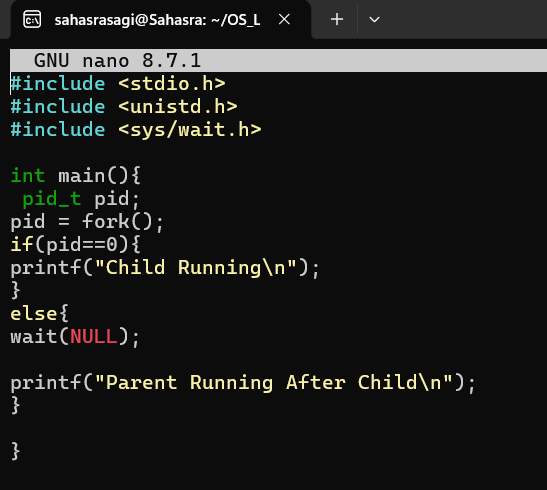 sahasrasagi@Sahasra: ~/OS_L
GNU nano 8.7.1
#include <stdio.h>
#include <unistd.h>
#include <sys/wait.h>
int main(){
 pid_t pid;
pid = fork();
if(pid==0){
printf("Child Running\n");
}
else{
wait(NULL);
printf("Parent Running After Child\n");
}
}